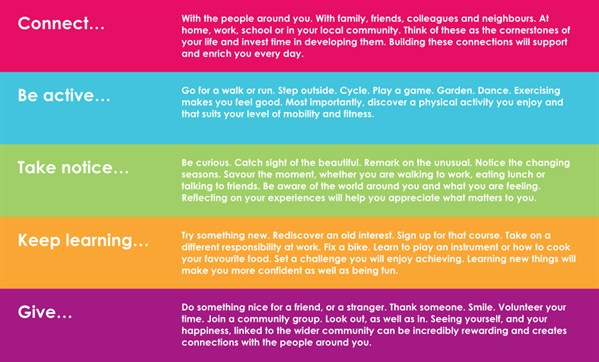 Connect…
With the people around you. With family, friends, colleagues and neighbours. At
home, work, school or in your local community. Think of these as the cornerstones of
your life and invest time in developing them. Building these connections will support
and enrich you every day.
Be active…
Go for a walk or run. Step outside. Cycle. Play a game. Garden. Dance. Exercising
makes you feel good. Most importantly, discover a physical activity you enjoy and
that suits your level of mobility and fitness.
Take notice…
Be curious. Catch sight of the beautiful. Remark on the unusual. Notice the changing
seasons. Savour the moment, whether you are walking to work, eating lunch or
talking to friends. Be aware of the world around you and what you are feeling.
Reflecting on your experiences will help you appreciate what matters to you.
Keep learning…
Try something new. Rediscover an old interest. Sign up for that course. Take on a
different responsibility at work. Fix a bike. Learn to play an instrument or how to cook
your favourite food. Set a challenge you will enjoy achieving. Learning new things will
make you more confident as well as being fun.
Give…
Do something nice for a friend, or a stranger. Thank someone. Smile. Volunteer your
time. Join a community group. Look out, as well as in. Seeing yourself, and your
happiness, linked to the wider community can be incredibly rewarding and creates
connections with the people around you.